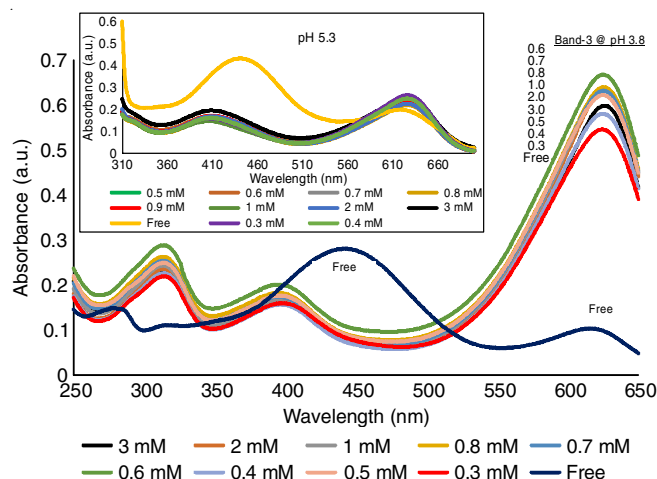 pH 5.3
0.6
0.5
0.4
0.3
0.2
0.1
0
Absorbance (a.u.)
310 360 410 460 510 560 610 660
Wavelength (nm)
0.5 mM 0.6 mM 0.7 mM 0.8 mM
0.9 mM 1 mM 2 mM 3 mM
Free 0.3 mM 0.4 mM
Band-3 @ pH 3.8
0.6
0.7
0.8
1.0
2.0
3.0
0.5
0.4
0.3
Free
Free
Free
0.7
0.6
0.5
0.4
0.3
0.2
0.1
0
Absorbance (a.u.)
250 300 350 400 450 500 550 600 650
Wavelength (nm)
3 mM 2 mM 1 mM 0.8 mM 0.7 mM
0.6 mM 0.4 mM 0.5 mM 0.3 mM Free